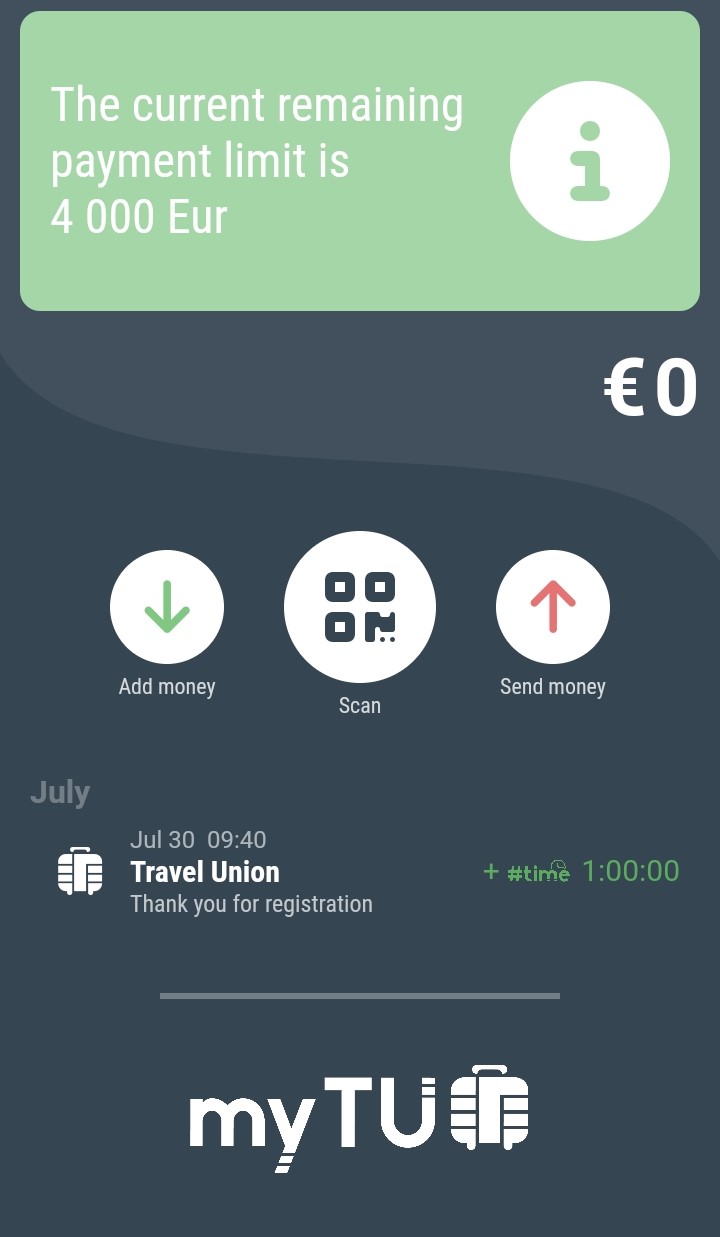 The current remaining
payment limit is
4 000 Eur
€0
Add money
Scan
Send money
July
Jul 30 09:40
Travel Union
+ #time 1:00:00
Thank you for registration
myTU